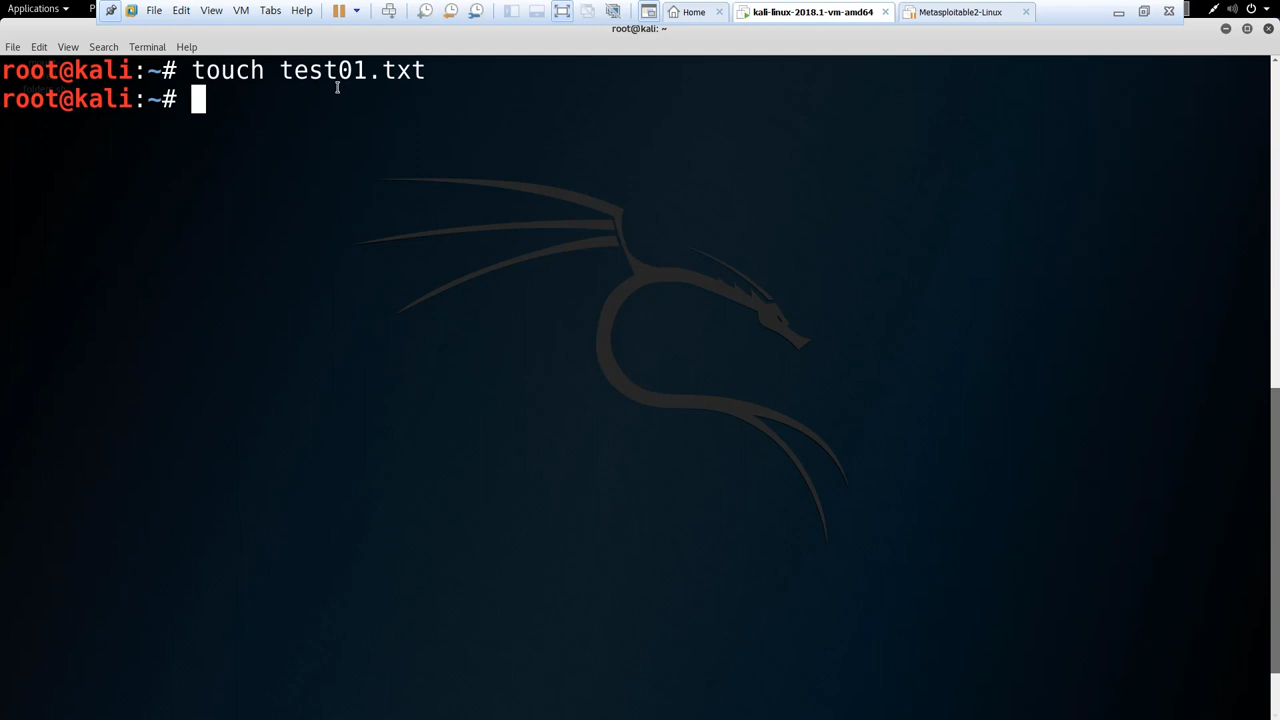 Applications P File Edit View VM Tabs Help Home kali-linux-2018.1-vm-amd64 Metasploitable2-Linux
root@kali: ~
File Edit View Search Terminal Help
root@kali:~# touch test01.txt
root@kali:~#